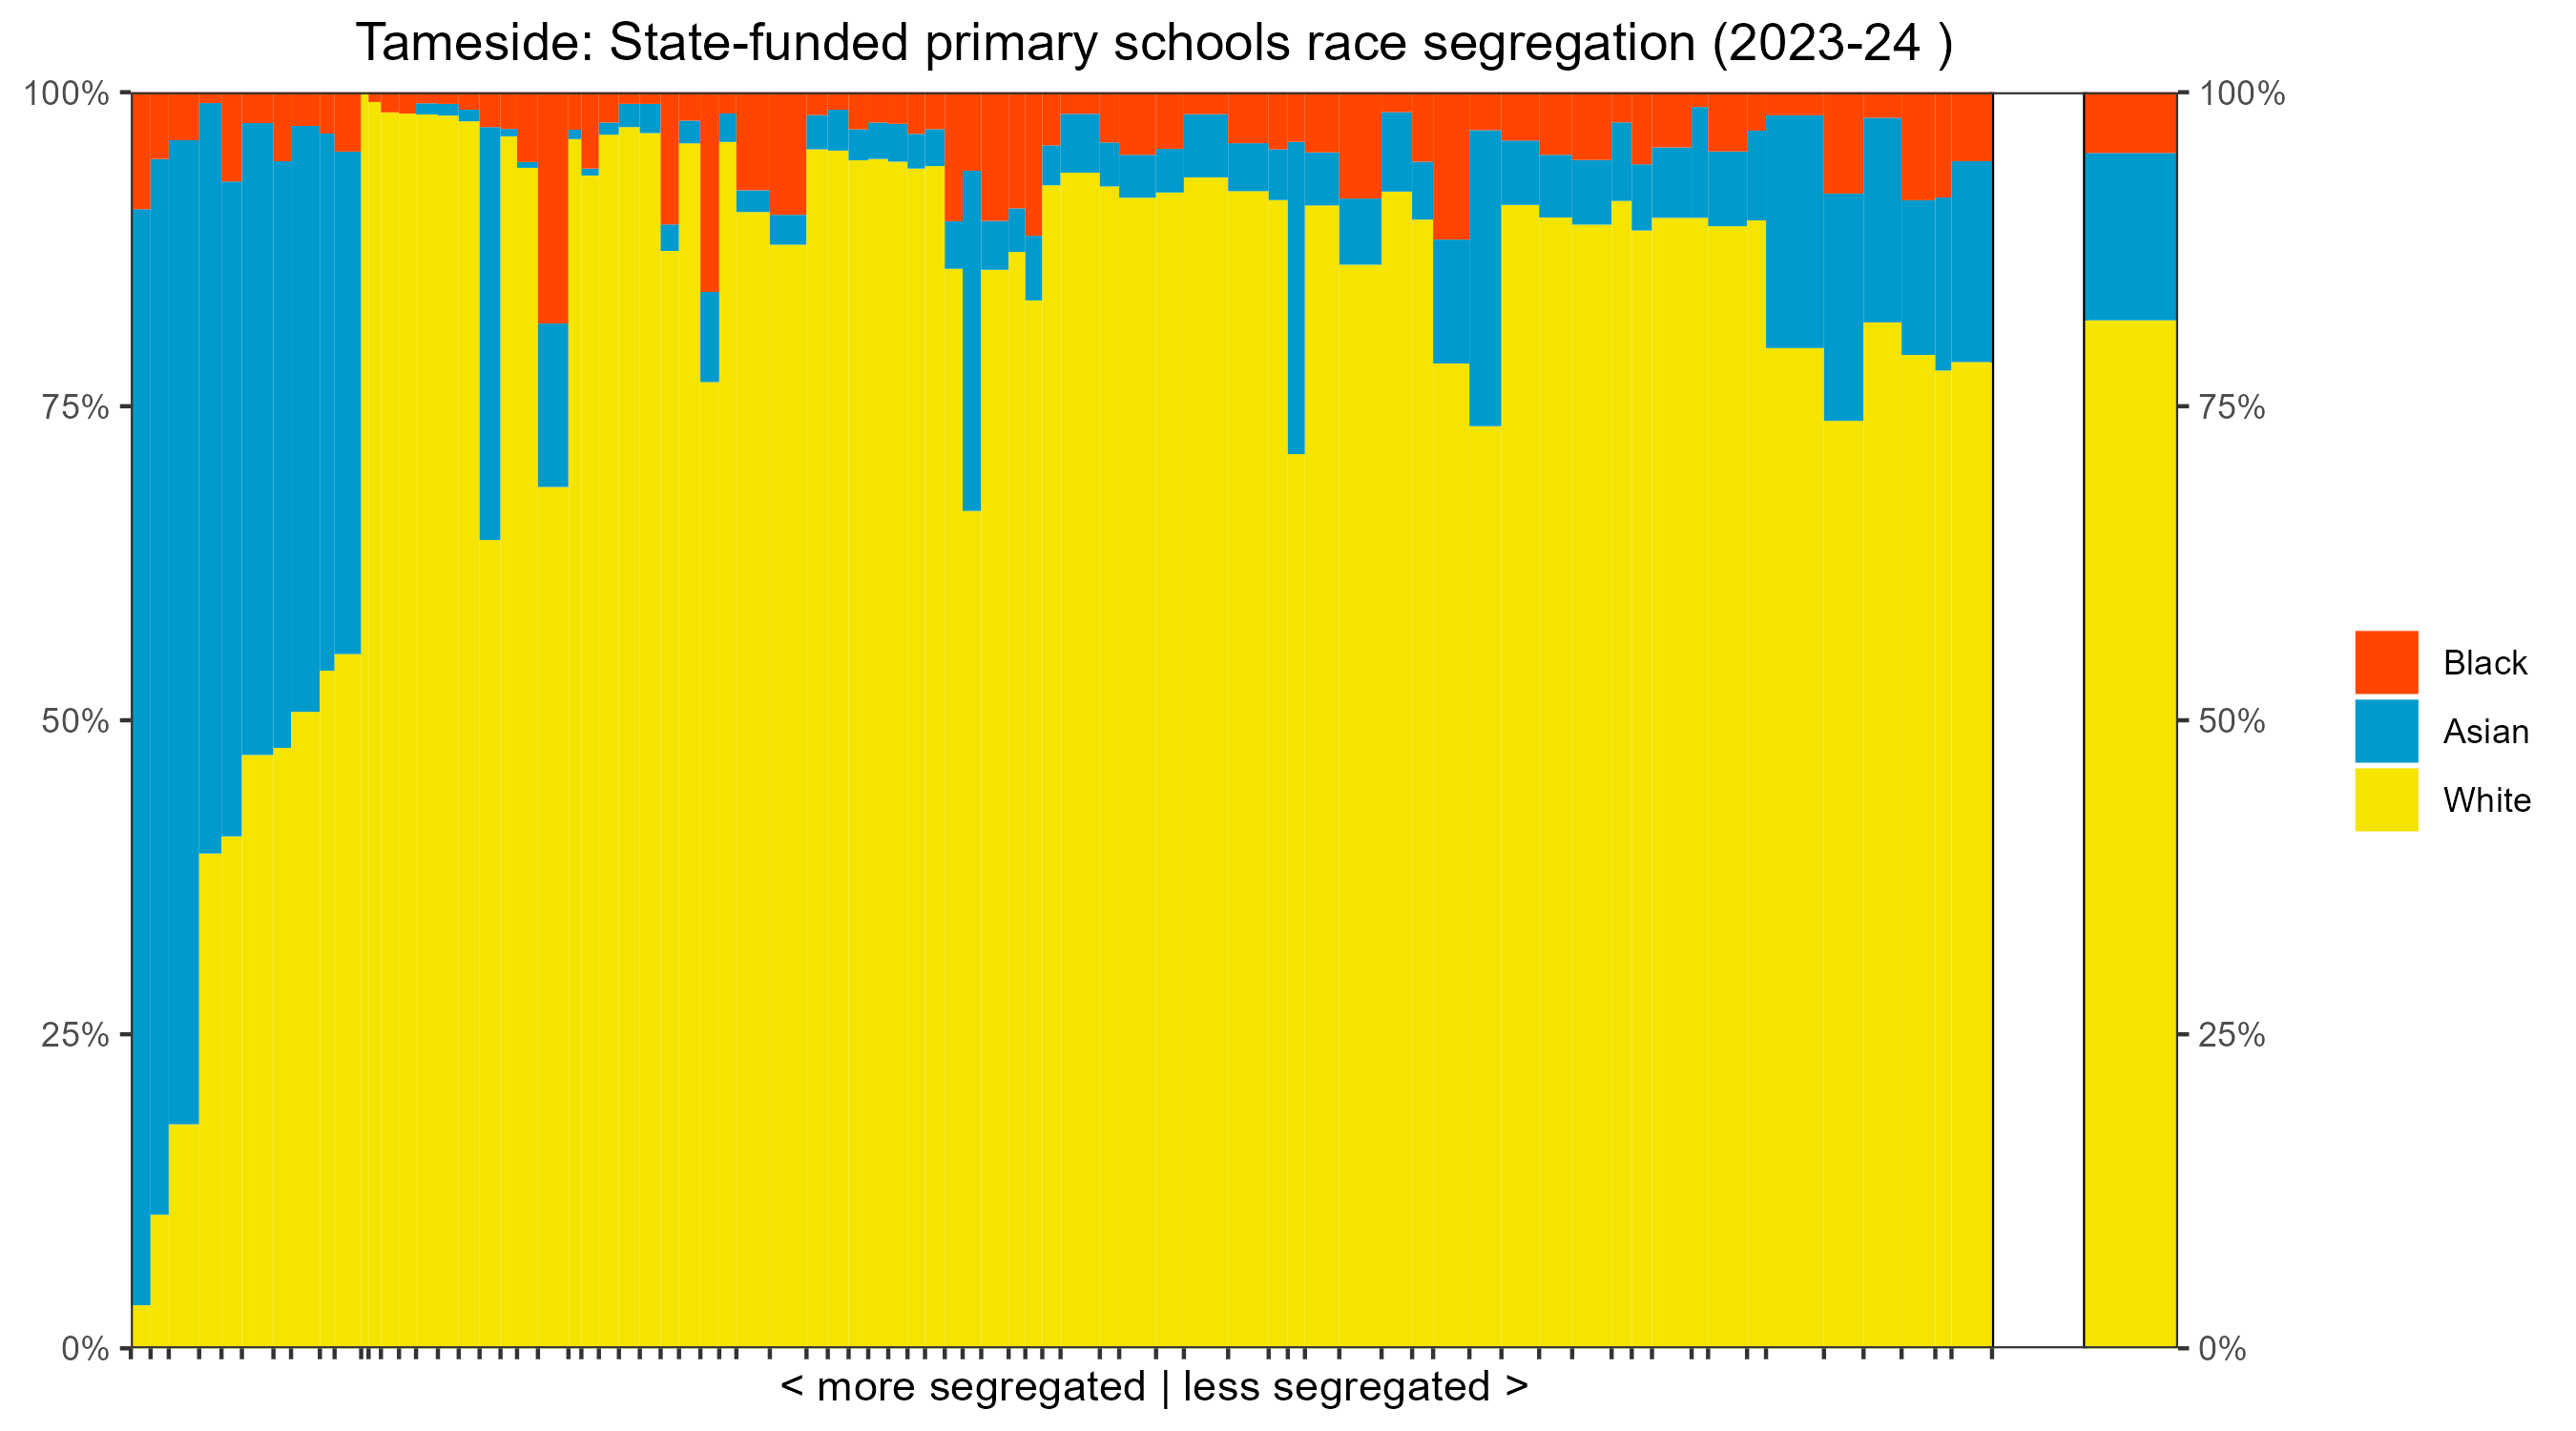 Tameside: State-funded primary schools race segregation (2023-24 )
100%
75%
50%
25%
0%
100%
75%
50%
25%
0%
Black
Asian
White
< more segregated | less segregated >